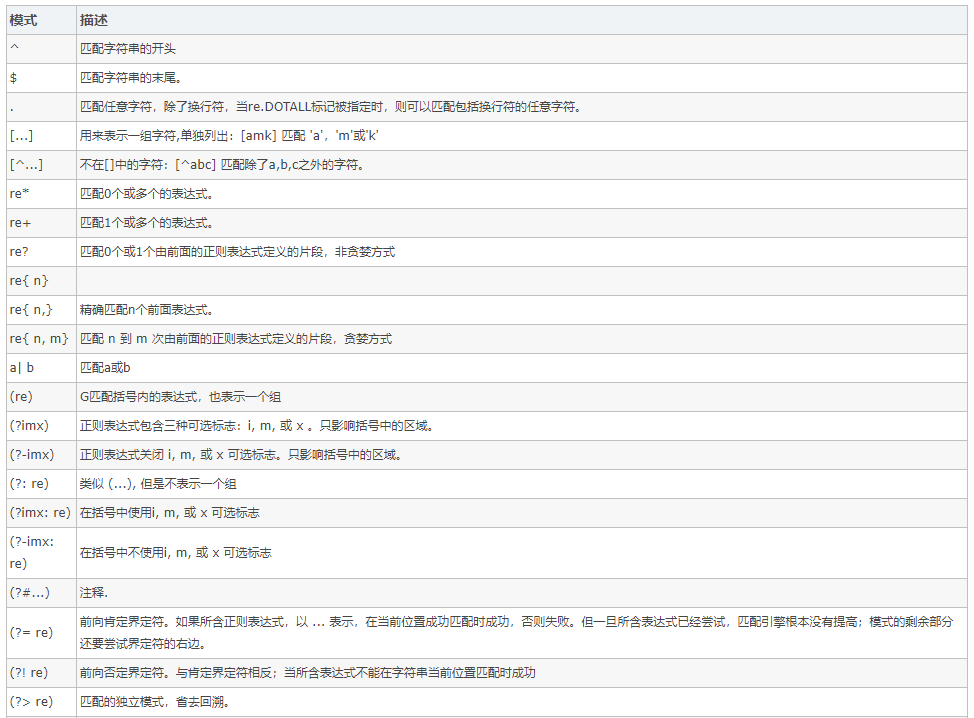 模式 描述
^ 匹配字符串的开头
$ 匹配字符串的末尾。
. 匹配任意字符，除了换行符，当re.DOTALL标记被指定时，则可以匹配包括换行符的任意字符。
[...] 用来表示一组字符,单独列出：[amk] 匹配 'a'，'m'或'k'
[^...] 不在[]中的字符：[^abc] 匹配除了a,b,c之外的字符。
re* 匹配0个或多个的表达式。
re+ 匹配1个或多个的表达式。
re? 匹配0个或1个由前面的正则表达式定义的片段，非贪婪方式
re{ n}
re{ n,} 精确匹配n个前面表达式。
re{ n, m} 匹配 n 到 m 次由前面的正则表达式定义的片段，贪婪方式
a| b 匹配a或b
(re) G匹配括号内的表达式，也表示一个组
(?imx) 正则表达式包含三种可选标志：i, m, 或 x 。只影响括号中的区域。
(?-imx) 正则表达式关闭 i, m, 或 x 可选标志。只影响括号中的区域。
(?: re) 类似 (...), 但是不表示一个组
(?imx: re) 在括号中使用i, m, 或 x 可选标志
(?-imx:
re)
在括号中不使用i, m, 或 x 可选标志
(?#...) 注释.
(?= re)
前向肯定界定符。如果所含正则表达式，以 ... 表示，在当前位置成功匹配时成功，否则失败。但一旦所含表达式已经尝试，匹配引擎根本没有提高；模式的剩余部分
还要尝试界定符的右边。
(?! re) 前向否定界定符。与肯定界定符相反；当所含表达式不能在字符串当前位置匹配时成功
(?> re) 匹配的独立模式，省去回溯。